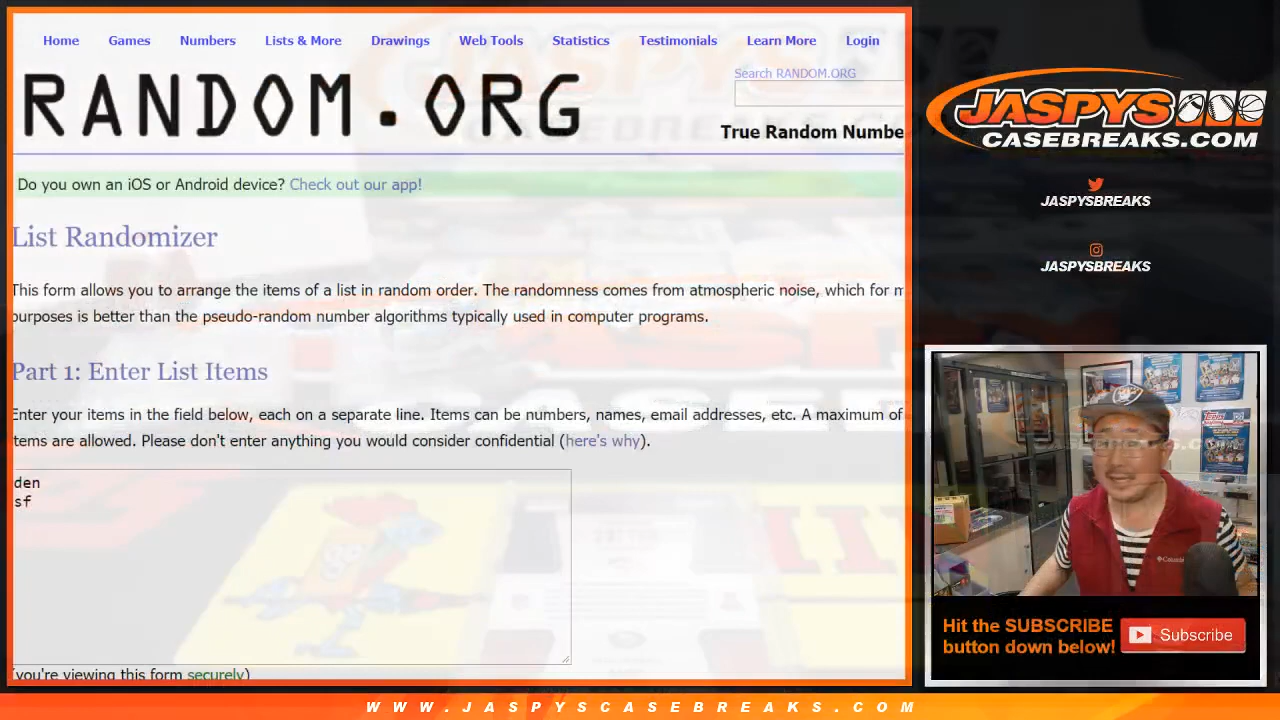 Home Games Numbers Lists & More Drawings Web Tools Statistics Testimonials Learn More Login
RANDOM.ORG
Search RANDOM.ORG
True Random Numbe
Do you own an iOS or Android device? Check out our app!
List Randomizer
This form allows you to arrange the items of a list in random order. The randomness comes from atmospheric noise, which for m
purposes is better than the pseudo-random number algorithms typically used in computer programs.
Part 1: Enter List Items
Enter your items in the field below, each on a separate line. Items can be numbers, names, email addresses, etc. A maximum of
items are allowed. Please don't enter anything you would consider confidential (here's why).
den
sf
(you're viewing this form securely)
JASPYS
CASEBREAKS.COM
JASPYSBREAKS
JASPYSBREAKS
Topps
Columbia
Hit the SUBSCRIBE
button down below!
Subscribe
WWW.JASPYSCASEBREAKS.COM